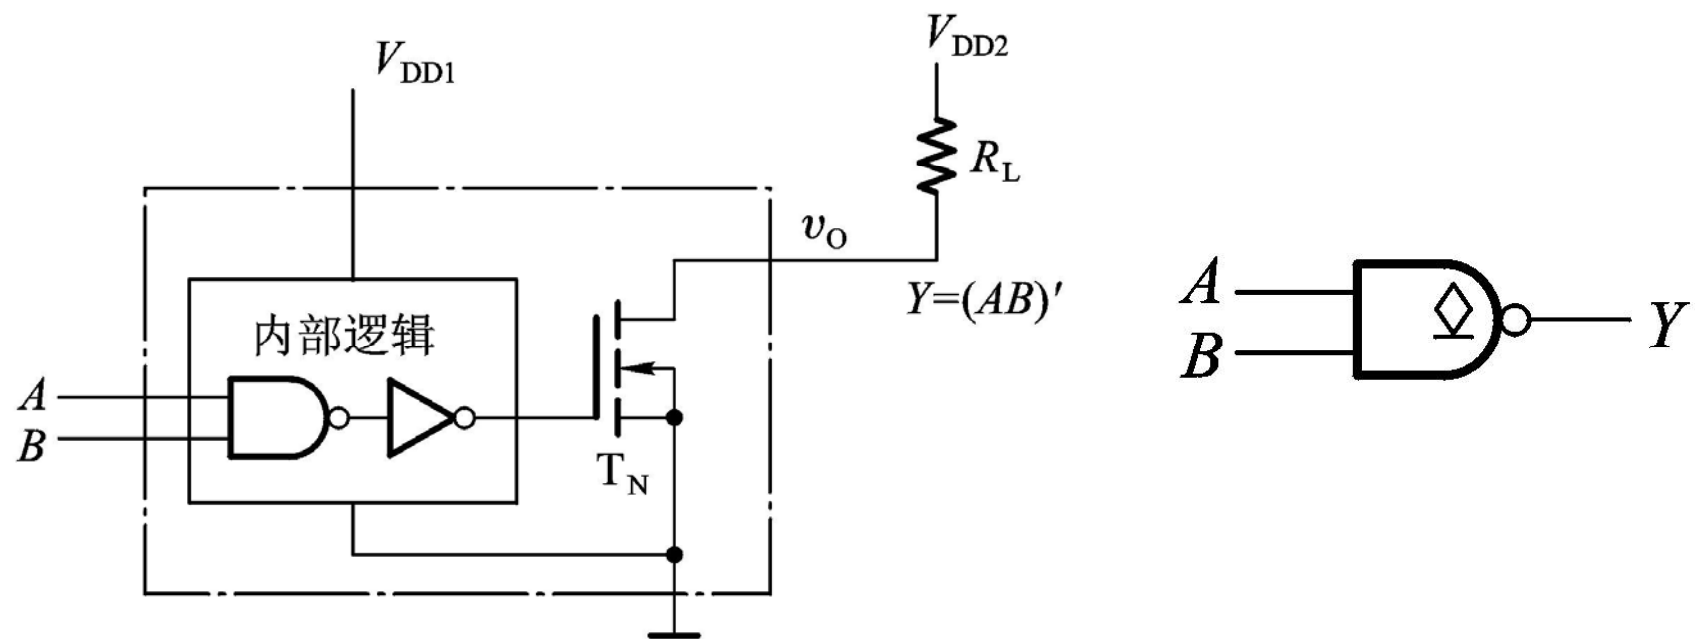 V_DD1
V_DD2
R_L
v_O
Y=(AB)′
内部逻辑
A
B
T_N
A
B
Y